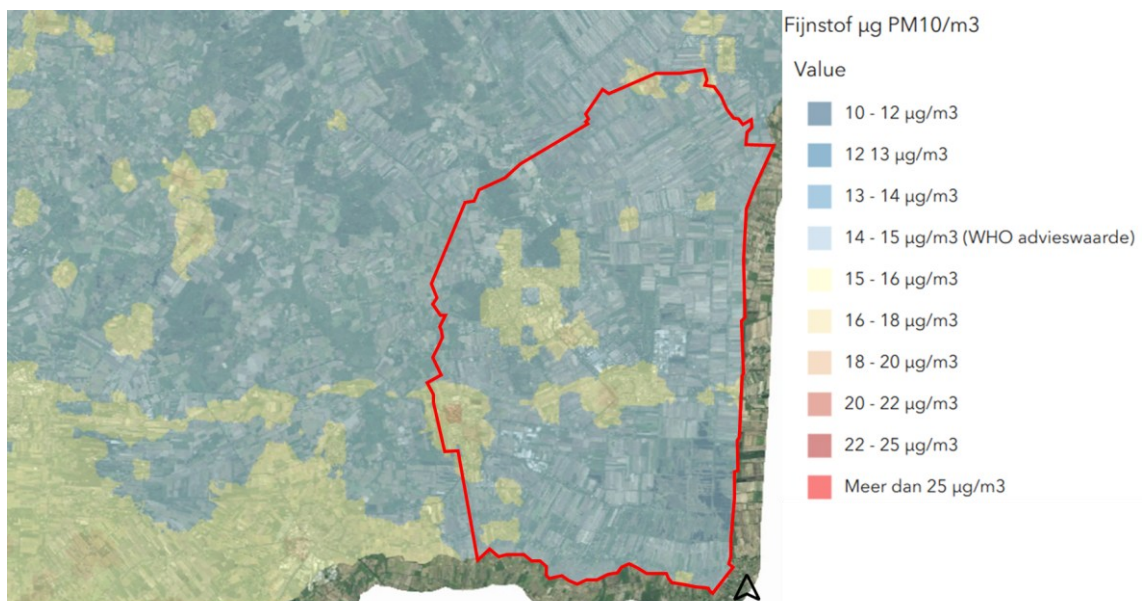 Fijnstof µg PM10/m3
Value
10 - 12 µg/m3
12 13 µg/m3
13 - 14 µg/m3
14 - 15 µg/m3 (WHO advieswaarde)
15 - 16 µg/m3
16 - 18 µg/m3
18 - 20 µg/m3
20 - 22 µg/m3
22 - 25 µg/m3
Meer dan 25 µg/m3